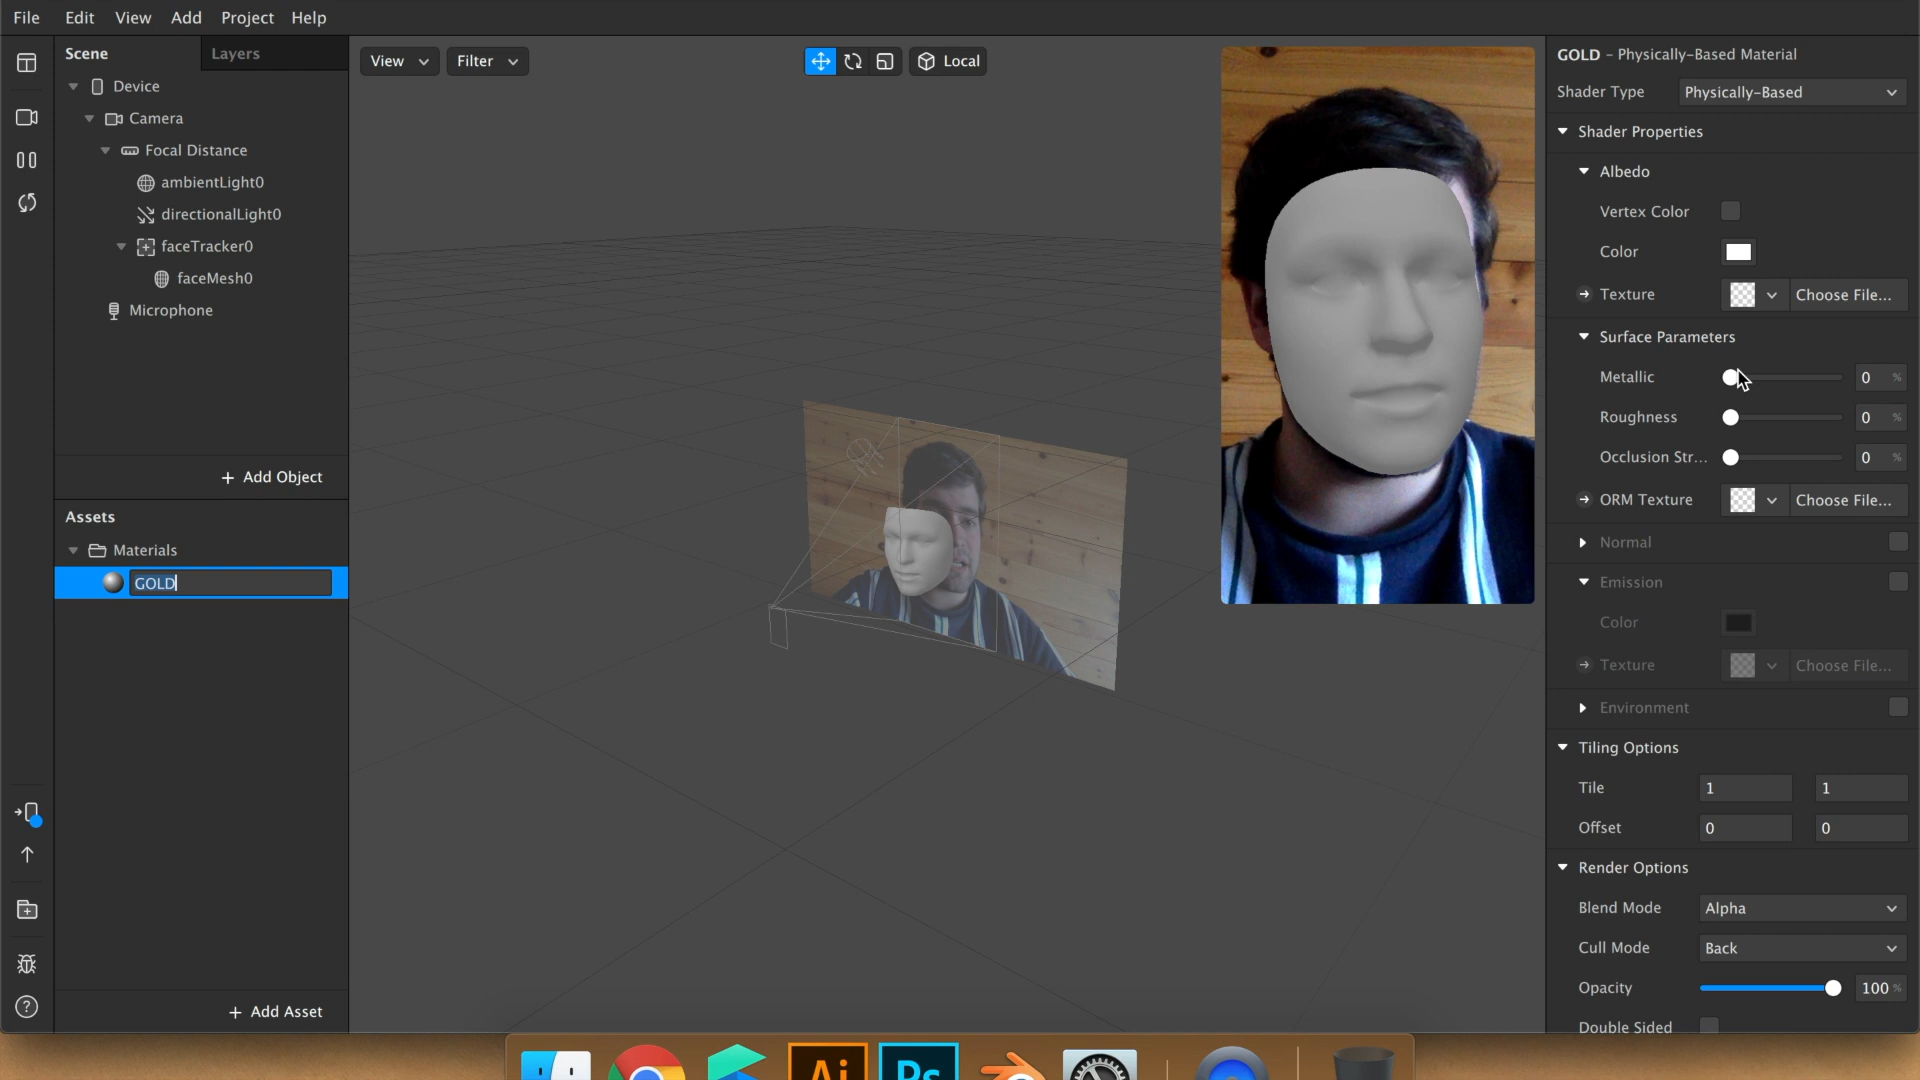 File Edit View Add Project Help
Scene Layers
Device
Camera
Focal Distance
ambientLight0
directionalLight0
faceTracker0
faceMesh0
Microphone
+ Add Object
Assets
Materials
GOLD
+ Add Asset
View Filter Local
GOLD - Physically-Based Material
Shader Type Physically-Based
Shader Properties
Albedo
Vertex Color
Color
Texture Choose File...
Surface Parameters
Metallic 0 %
Roughness 0 %
Occlusion Str... 0 %
ORM Texture Choose File...
Normal
Emission
Color
Texture Choose File...
Environment
Tiling Options
Tile 1 1
Offset 0 0
Render Options
Blend Mode Alpha
Cull Mode Back
Opacity 100 %
Double Sided
Ai Ps